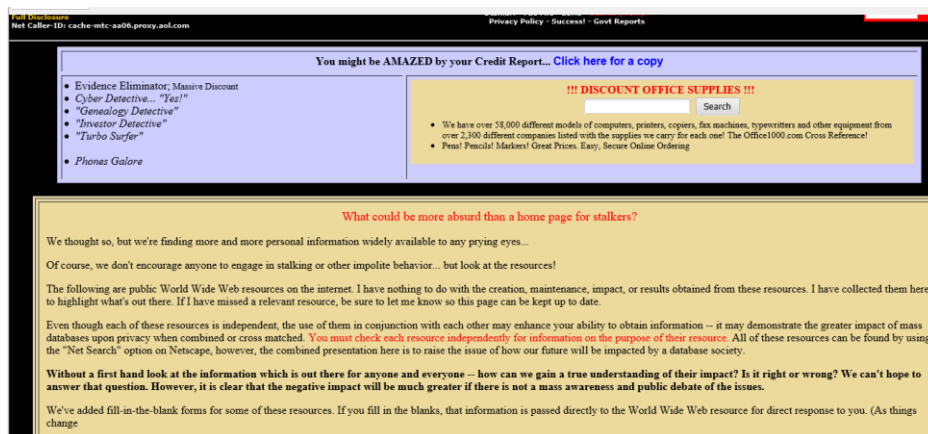 Full Disclosure
Net Caller-ID: cache-mtc-aa06.proxy.aol.com
Privacy Policy - Success! - Govt Reports
You might be AMAZED by your Credit Report... Click here for a copy
• Evidence Eliminator; Massive Discount
• Cyber Detective... "Yes!"
• "Genealogy Detective"
• "Investor Detective"
• "Turbo Surfer"
• Phones Galore
!!! DISCOUNT OFFICE SUPPLIES !!!
Search
• We have over 58,000 different models of computers, printers, copiers, fax machines, typewriters and other equipment from
over 2,300 different companies listed with the supplies we carry for each one! The Office1000.com Cross Reference!
• Pens! Pencils! Markers! Great Prices. Easy, Secure Online Ordering
What could be more absurd than a home page for stalkers?
We thought so, but we're finding more and more personal information widely available to any prying eyes...
Of course, we don't encourage anyone to engage in stalking or other impolite behavior... but look at the resources!
The following are public World Wide Web resources on the internet. I have nothing to do with the creation, maintenance, impact, or results obtained from these resources. I have collected them here
to highlight what's out there. If I have missed a relevant resource, be sure to let me know so this page can be kept up to date.
Even though each of these resources is independent, the use of them in conjunction with each other may enhance your ability to obtain information -- it may demonstrate the greater impact of mass
databases upon privacy when combined or cross matched. You must check each resource independently for information on the purpose of their resource. All of these resources can be found by using
the "Net Search" option on Netscape, however, the combined presentation here is to raise the issue of how our future will be impacted by a database society.
Without a first hand look at the information which is out there for anyone and everyone -- how can we gain a true understanding of their impact? Is it right or wrong? We can't hope to
answer that question. However, it is clear that the negative impact will be much greater if there is not a mass awareness and public debate of the issues.
We've added fill-in-the-blank forms for some of these resources. If you fill in the blanks, that information is passed directly to the World Wide Web resource for direct response to you. (As things
change